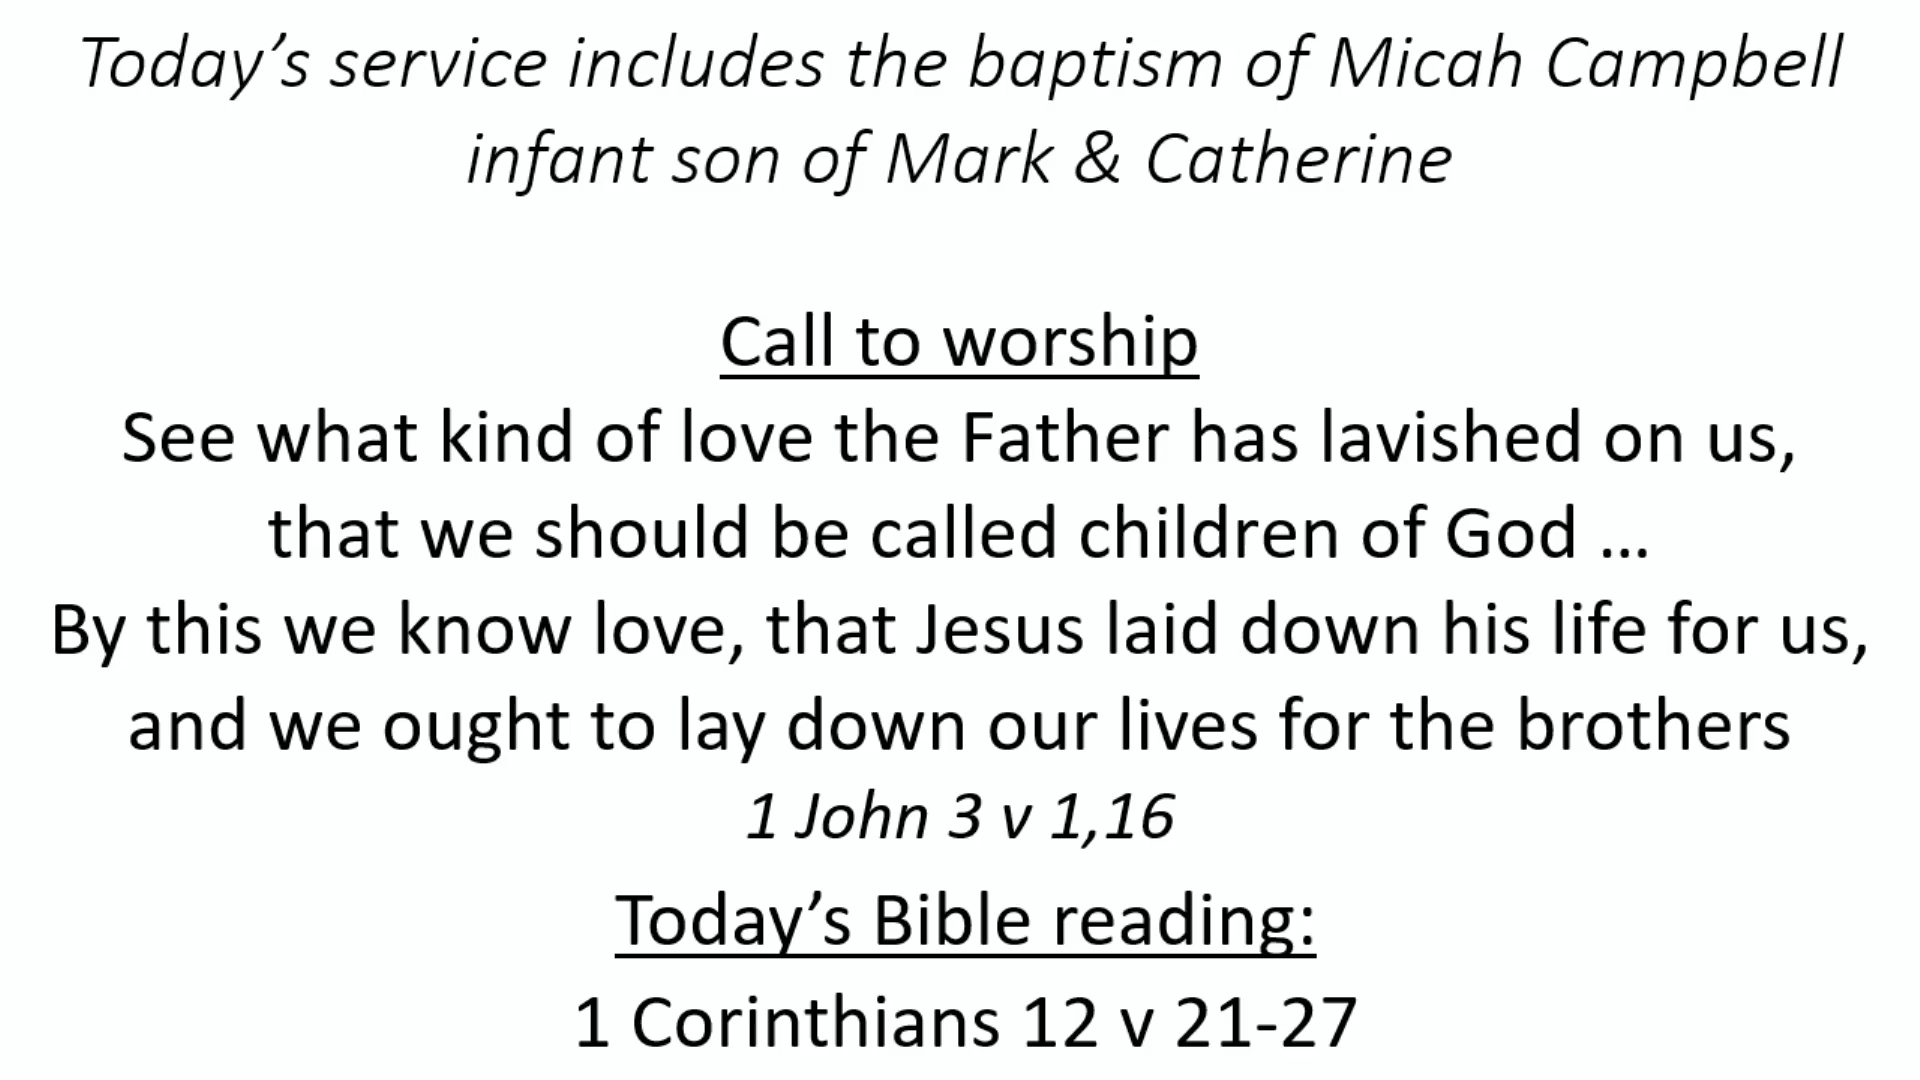 Today’s service includes the baptism of Micah Campbell
infant son of Mark & Catherine
Call to worship
See what kind of love the Father has lavished on us,
that we should be called children of God ...
By this we know love, that Jesus laid down his life for us,
and we ought to lay down our lives for the brothers
1 John 3 v 1,16
Today’s Bible reading:
1 Corinthians 12 v 21-27